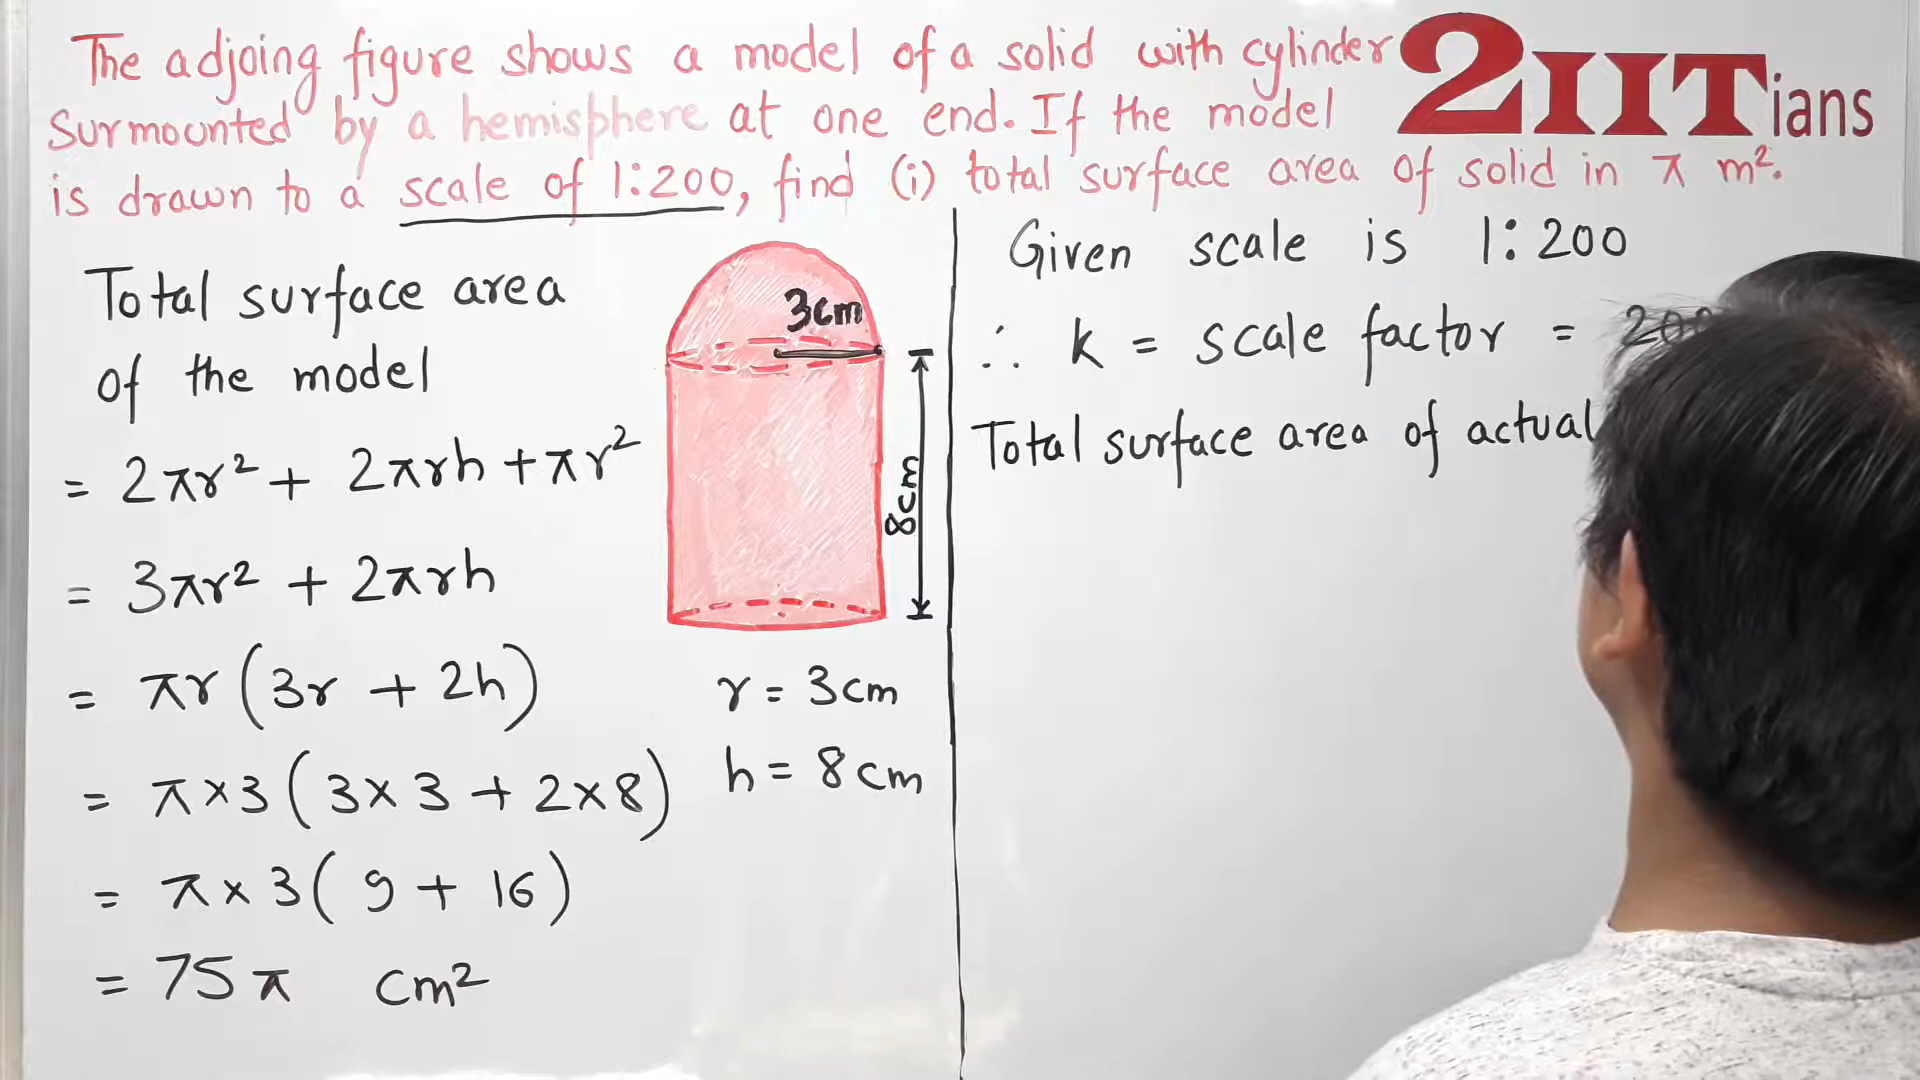 The adjoing figure shows a model of a solid with cylinder
surmounted by a hemisphere at one end. If the model
is drawn to a scale of 1:200, find (i) total surface area of solid in π m².
2IITians
Total surface area
of the model
= 2πr² + 2πrh + πr²
= 3πr² + 2πrh
= πr (3r + 2h)
= π×3 ( 3×3 + 2×8)
= π×3( 9 + 16)
= 75π cm²
3cm
8cm
r = 3cm
h = 8cm
Given scale is 1:200
∴ k = scale factor =
Total surface area of actual